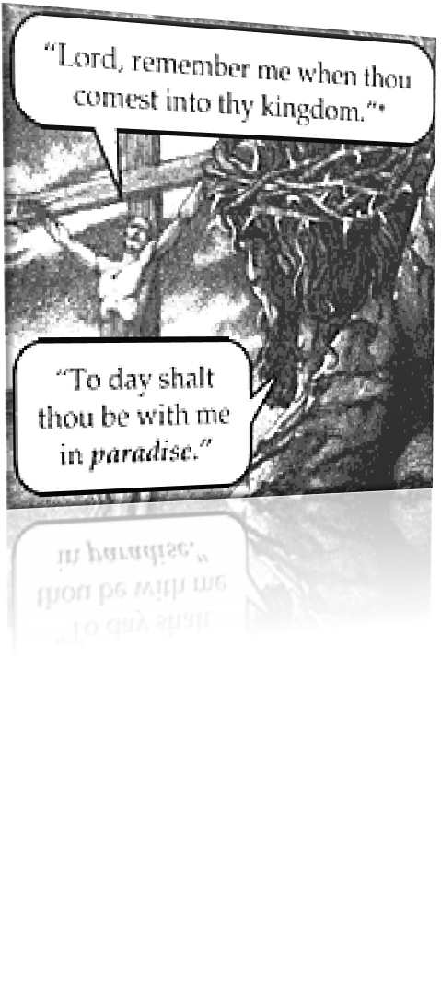 “Lord, remember me when thou
comest into thy kingdom.”*
“To day shalt
thou be with me
in paradise.”